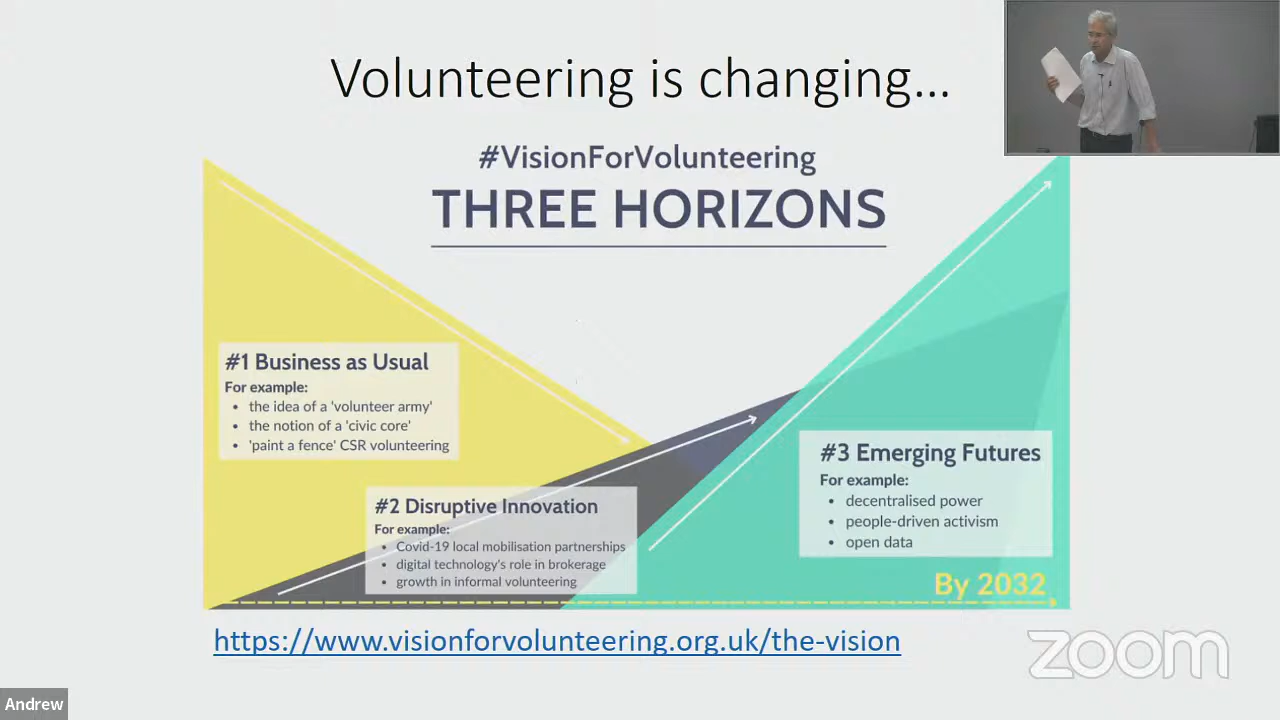 Volunteering is changing...
#VisionForVolunteering
THREE HORIZONS
#1 Business as Usual
For example:
• the idea of a 'volunteer army'
• the notion of a 'civic core'
• 'paint a fence' CSR volunteering
#2 Disruptive Innovation
For example:
• Covid-19 local mobilisation partnerships
• digital technology's role in brokerage
• growth in informal volunteering
#3 Emerging Futures
For example:
• decentralised power
• people-driven activism
• open data
By 2032
https://www.visionforvolunteering.org.uk/the-vision
zoom
Andrew